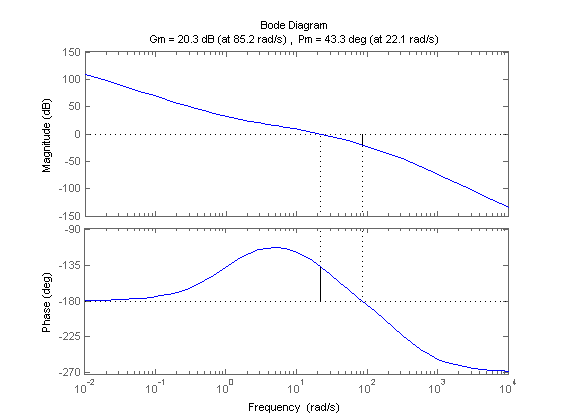 Bode Diagram
Gm = 20.3 dB (at 85.2 rad/s) , Pm = 43.3 deg (at 22.1 rad/s)
Magnitude (dB)
150
100
50
0
-50
-100
-150
Phase (deg)
-90
-135
-180
-225
-270
10^-2 10^-1 10^0 10^1 10^2 10^3 10^4
Frequency (rad/s)